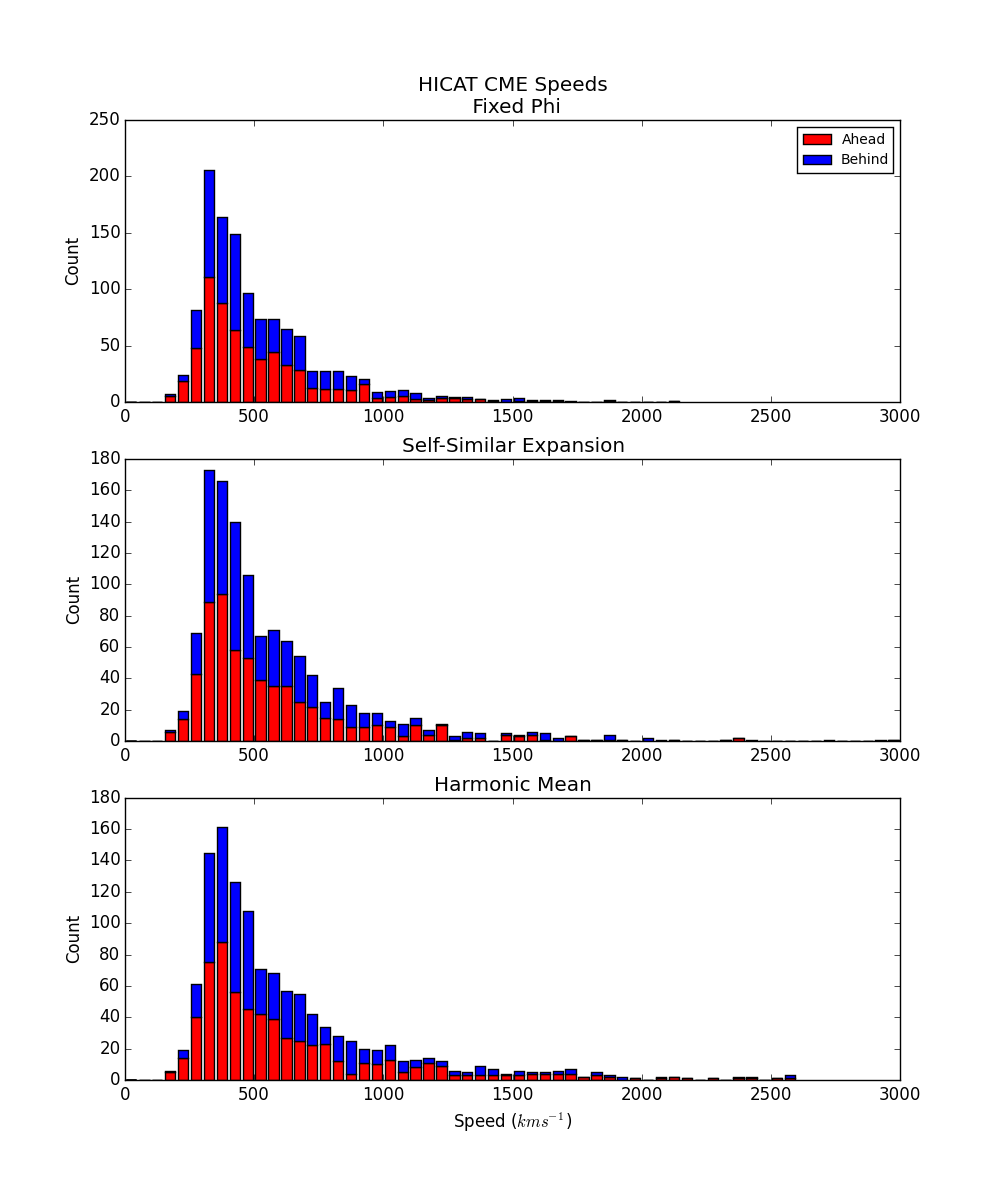 HICAT CME Speeds
Fixed Phi
250
200
150
100
50
0
Count
Ahead
Behind
0 500 1000 1500 2000 2500 3000
Self-Similar Expansion
180
160
140
120
100
80
60
40
20
0
Count
0 500 1000 1500 2000 2500 3000
Harmonic Mean
180
160
140
120
100
80
60
40
20
0
Count
0 500 1000 1500 2000 2500 3000
Speed (kms⁻¹)